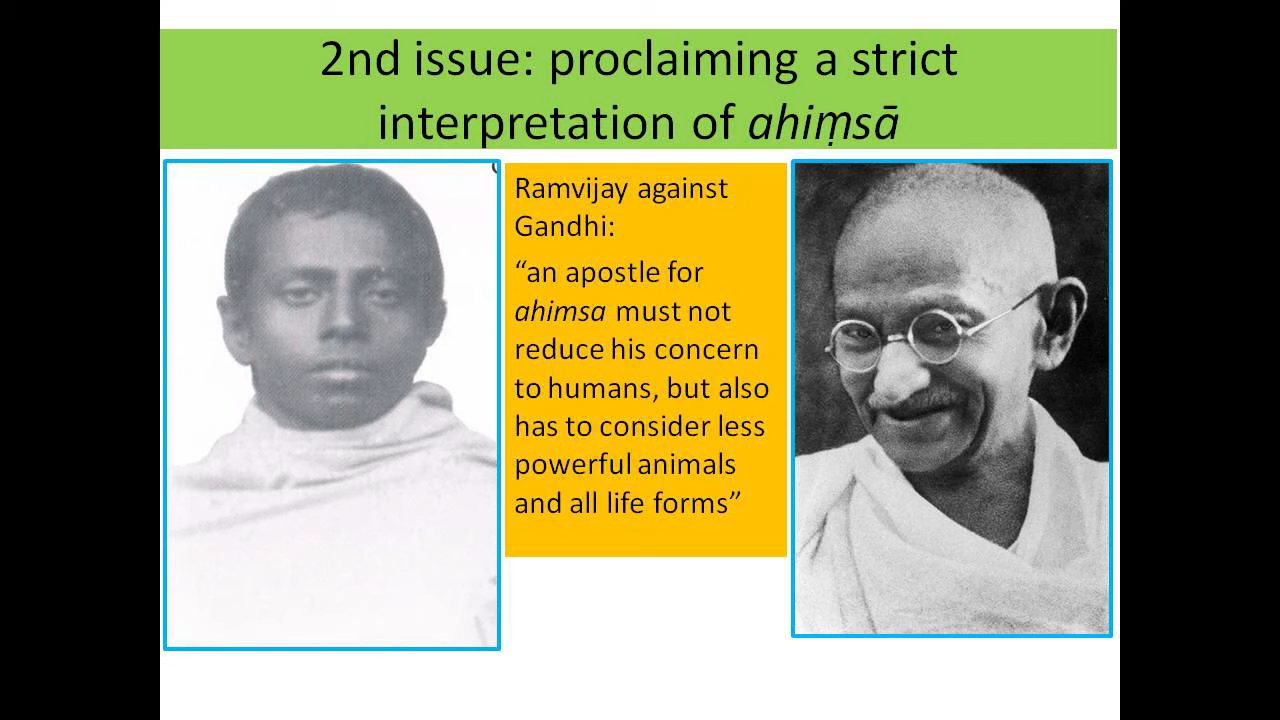 2nd issue: proclaiming a strict
interpretation of ahiṃsā
Ramvijay against
Gandhi:
“an apostle for
ahimsa must not
reduce his concern
to humans, but also
has to consider less
powerful animals
and all life forms”